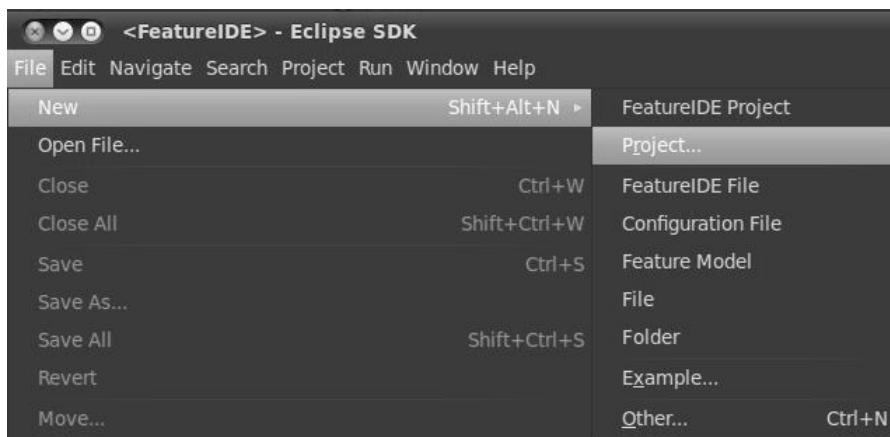 <FeatureIDE> - Eclipse SDK
File Edit Navigate Search Project Run Window Help
New Shift+Alt+N
Open File...
Close Ctrl+W
Close All Shift+Ctrl+W
Save Ctrl+S
Save As...
Save All Shift+Ctrl+S
Revert
Move...
FeatureIDE Project
Project...
FeatureIDE File
Configuration File
Feature Model
File
Folder
Example...
Other... Ctrl+N